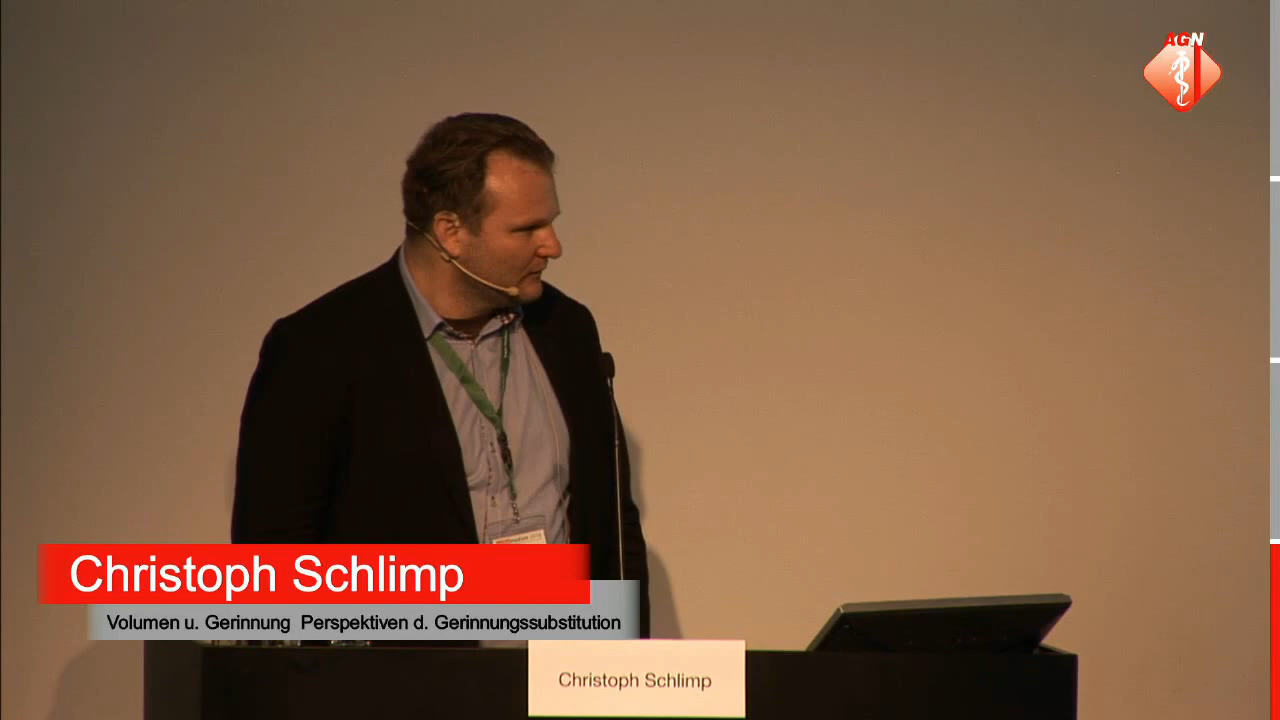 AGN
Christoph Schlimp
Volumen u. Gerinnung Perspektiven d. Gerinnungssubstitution
Christoph Schlimp